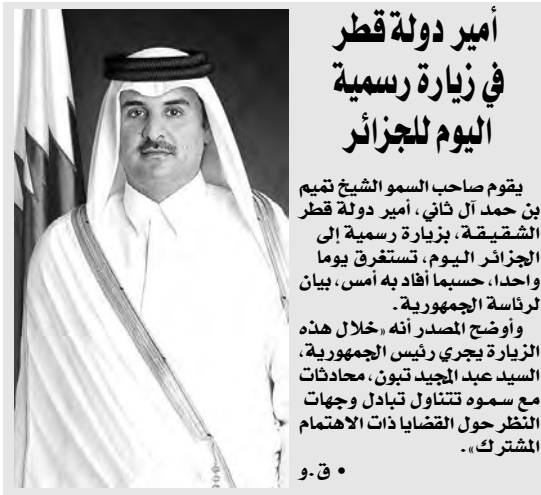 أمير دولة قطر
في زيارة رسمية
اليوم للجزائر
يقوم صاحب السمو الشيخ تميم
بن حمد آل ثاني، أمير دولة قطر
الشقيقة، بزيارة رسمية إلى
الجزائر اليوم، تستغرق يوما
واحدا، حسبما أفاد به أمس، بيان
لرئاسة الجمهورية.
وأوضح المصدر أنه «خلال هذه
الزيارة يجري رئيس الجمهورية،
السيد عبد المجيد تبون، محادثات
مع سموه تتناول تبادل وجهات
النظر حول القضايا ذات الاهتمام
المشترك».
• ق.و